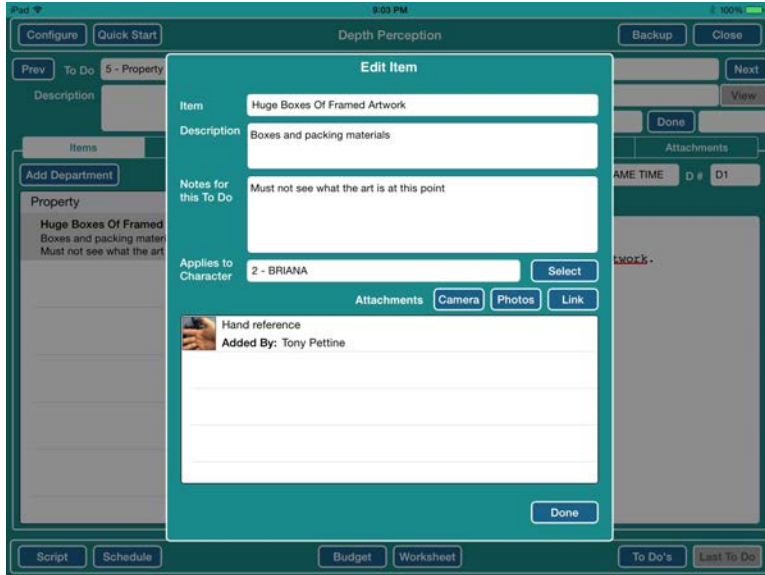 iPad 9:03 PM 100%
Configure Quick Start Depth Perception Backup Close
Prev To Do 5 - Property Next
Description View
Done
Items Attachments
Add Department AME TIME D # D1
Property
Huge Boxes Of Framed
Boxes and packing materi
Must not see what the art
twork.
Edit Item
Item Huge Boxes Of Framed Artwork
Description Boxes and packing materials
Notes for
this To Do Must not see what the art is at this point
Applies to
Character 2 - BRIANA Select
Attachments Camera Photos Link
Hand reference
Added By: Tony Pettine
Done
Script Schedule Budget Worksheet To Do's Last To Do